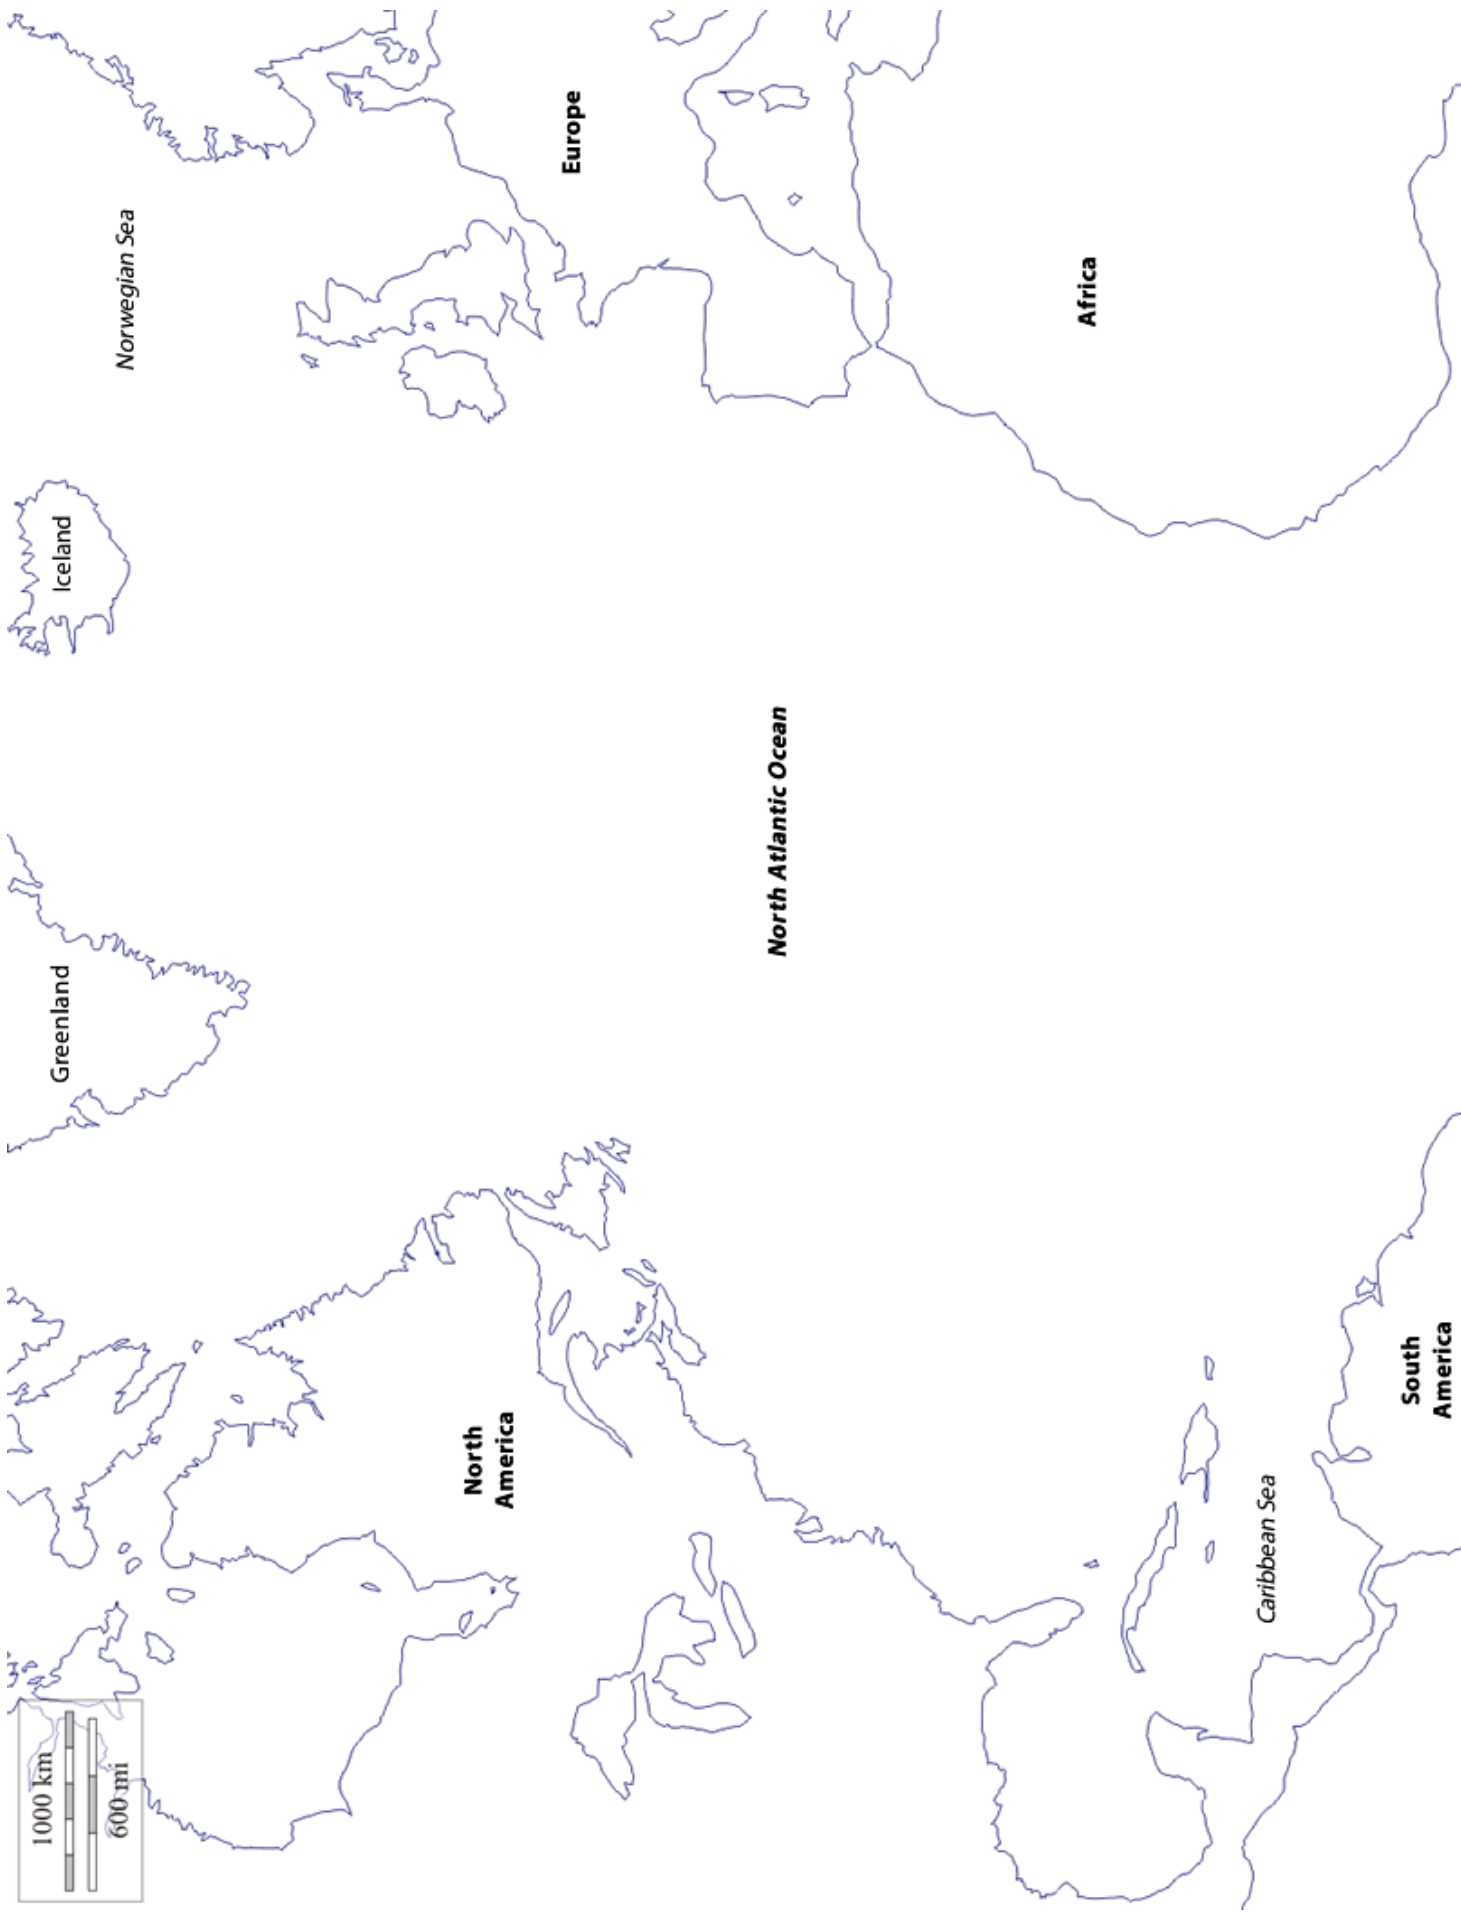 1000 km
600 mi
Greenland
Iceland
Norwegian Sea
North
America
North Atlantic Ocean
Europe
Africa
Caribbean Sea
South
America